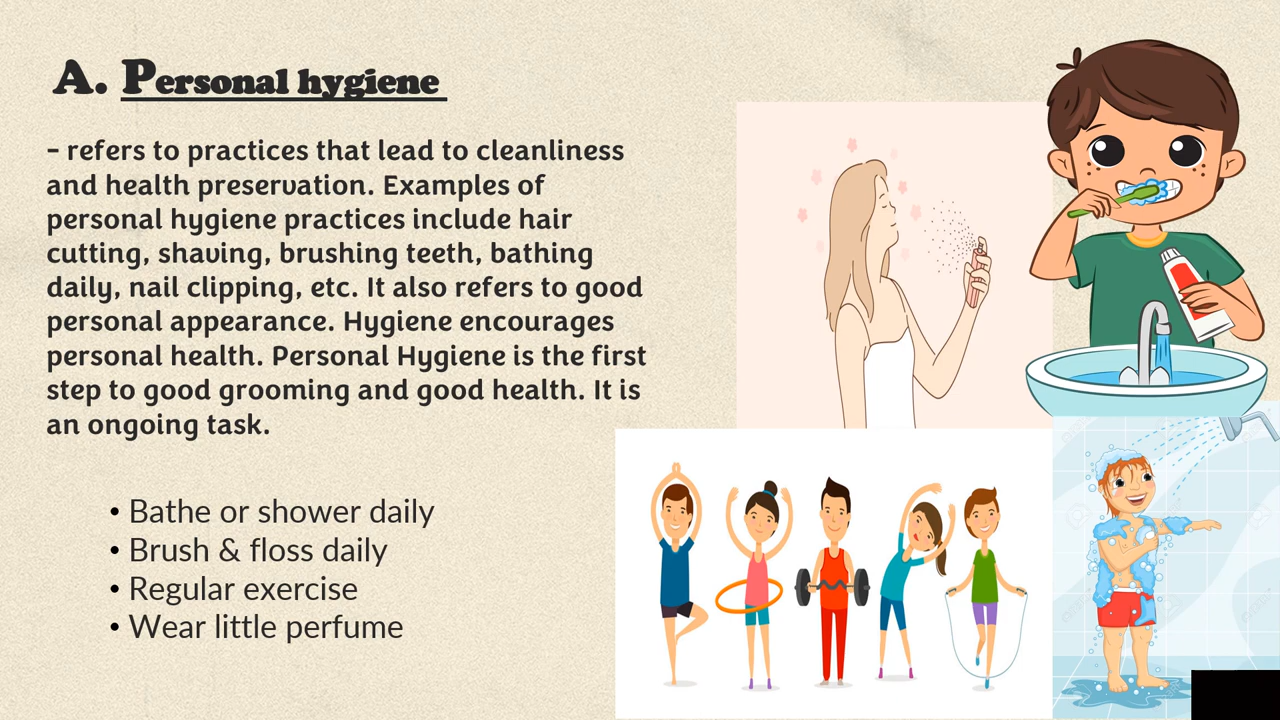 A. Personal hygiene
- refers to practices that lead to cleanliness
and health preservation. Examples of
personal hygiene practices include hair
cutting, shaving, brushing teeth, bathing
daily, nail clipping, etc. It also refers to good
personal appearance. Hygiene encourages
personal health. Personal Hygiene is the first
step to good grooming and good health. It is
an ongoing task.
• Bathe or shower daily
• Brush & floss daily
• Regular exercise
• Wear little perfume